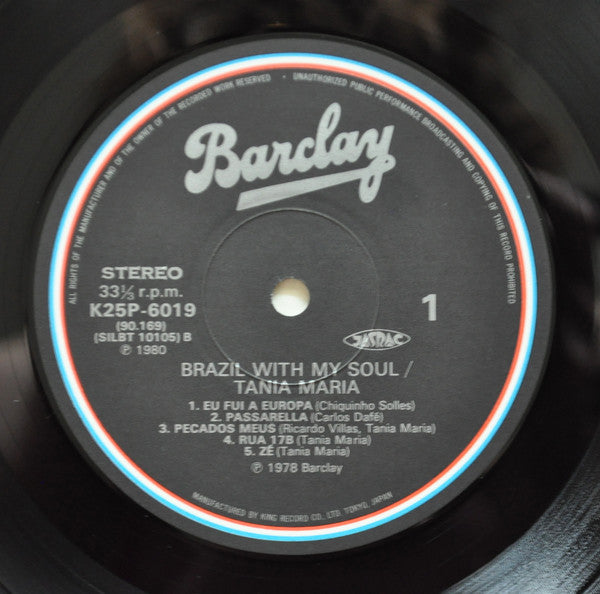 ALL RIGHTS OF THE MANUFACTURER AND OF THE OWNER OF THE RECORDED WORK RESERVED • UNAUTHORIZED PUBLIC PERFORMANCE BROADCASTING AND COPYING OF THIS RECORD PROHIBITED
Barclay
STEREO
33⅓ r.p.m.
K25P-6019
(90.169)
(SILBT 10105) B
℗ 1980
1
JASRAC
BRAZIL WITH MY SOUL /
TANIA MARIA
1. EU FUI A EUROPA (Chiquinho Solles)
2. PASSARELLA (Carlos Dafé)
3. PECADOS MEUS (Ricardo Villas, Tania Maria)
4. RUA 17B (Tania Maria)
5. ZÉ (Tania Maria)
℗ 1978 Barclay
MANUFACTURED BY KING RECORD CO. LTD. TOKYO, JAPAN